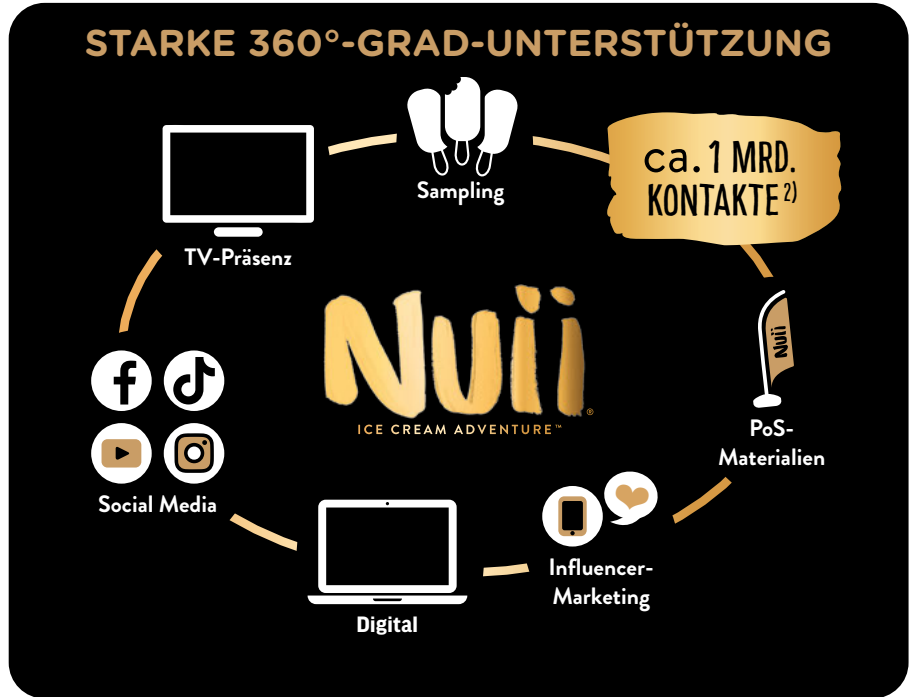 STARKE 360°-GRAD-UNTERSTÜTZUNG
Sampling
ca. 1 MRD.
KONTAKTE 2)
TV-Präsenz
Nuii
Nuii®
ICE CREAM ADVENTURE™
PoS-
Materialien
Social Media
Influencer-
Marketing
Digital